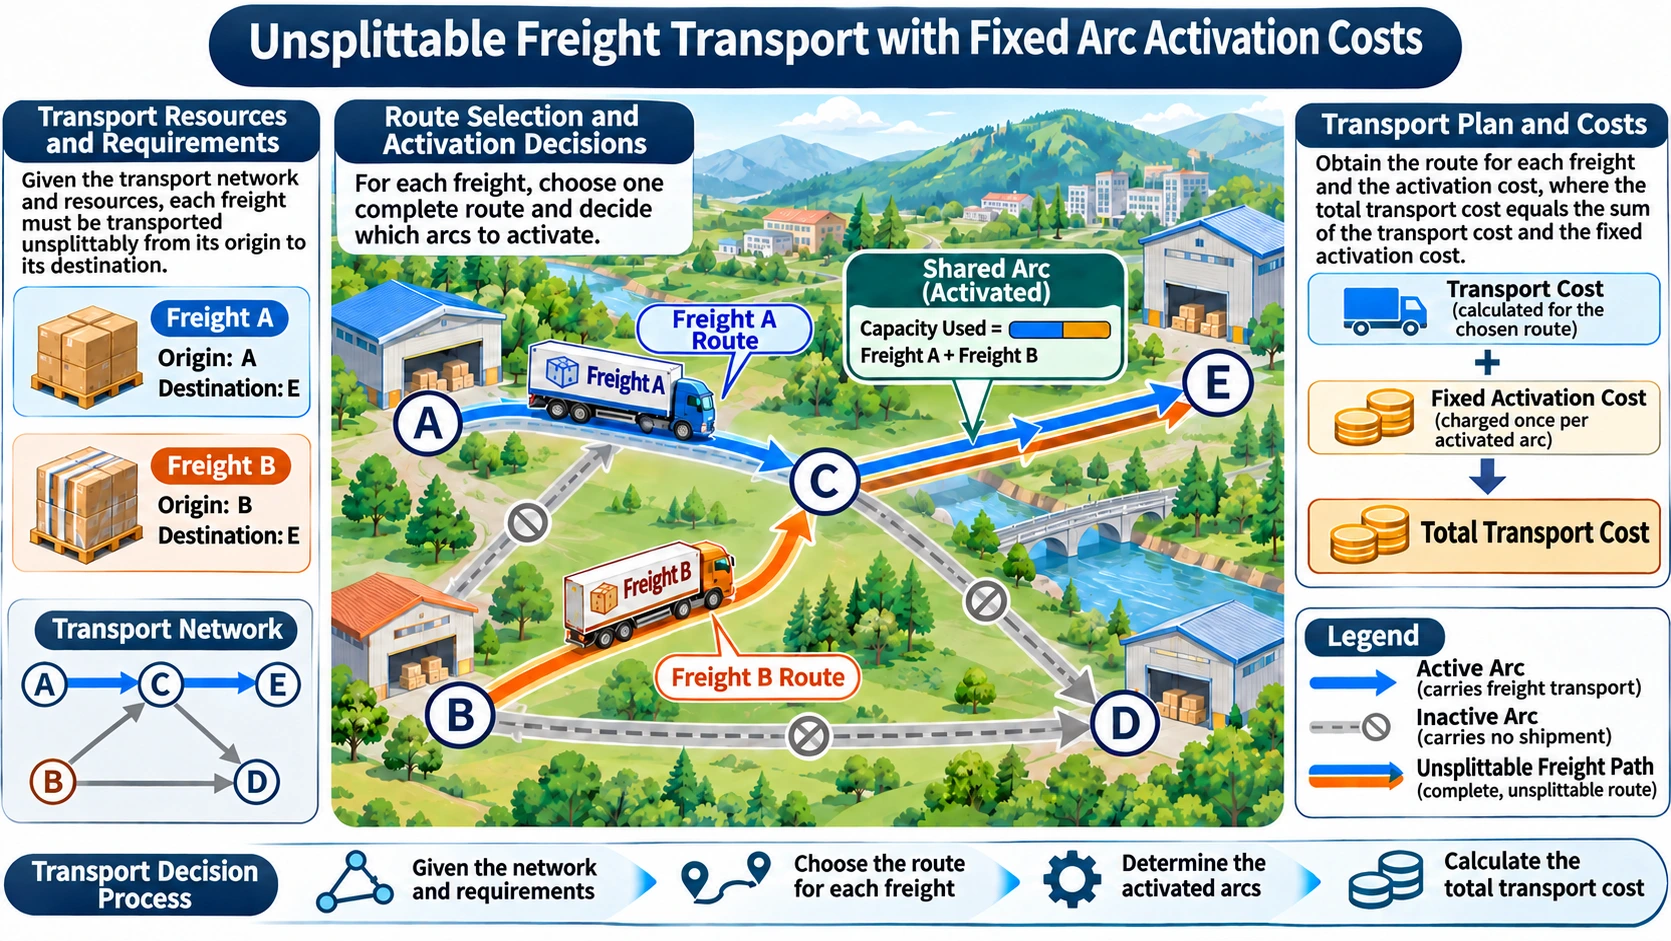 Unsplittable Freight Transport with Fixed Arc Activation Costs
Transport Resources
and Requirements
Given the transport network
and resources, each freight
must be transported
unsplittably from its origin to
its destination.
Freight A
Origin: A
Destination: E
Freight B
Origin: B
Destination: E
Transport Network
A
C
E
B
D
Route Selection and
Activation Decisions
For each freight, choose one
complete route and decide
which arcs to activate.
Freight A
Route
Freight A
Shared Arc
(Activated)
Capacity Used =
Freight A + Freight B
A
C
E
Freight B
Freight B Route
B
D
Transport Plan and Costs
Obtain the route for each freight
and the activation cost, where the
total transport cost equals the sum
of the transport cost and the fixed
activation cost.
Transport Cost
(calculated for the
chosen route)
+
Fixed Activation Cost
(charged once per
activated arc)
Total Transport Cost
Legend
Active Arc
(carries freight transport)
Inactive Arc
(carries no shipment)
Unsplittable Freight Path
(complete, unsplittable route)
Transport Decision
Process
Given the network
and requirements
Choose the route
for each freight
Determine the
activated arcs
Calculate the
total transport cost